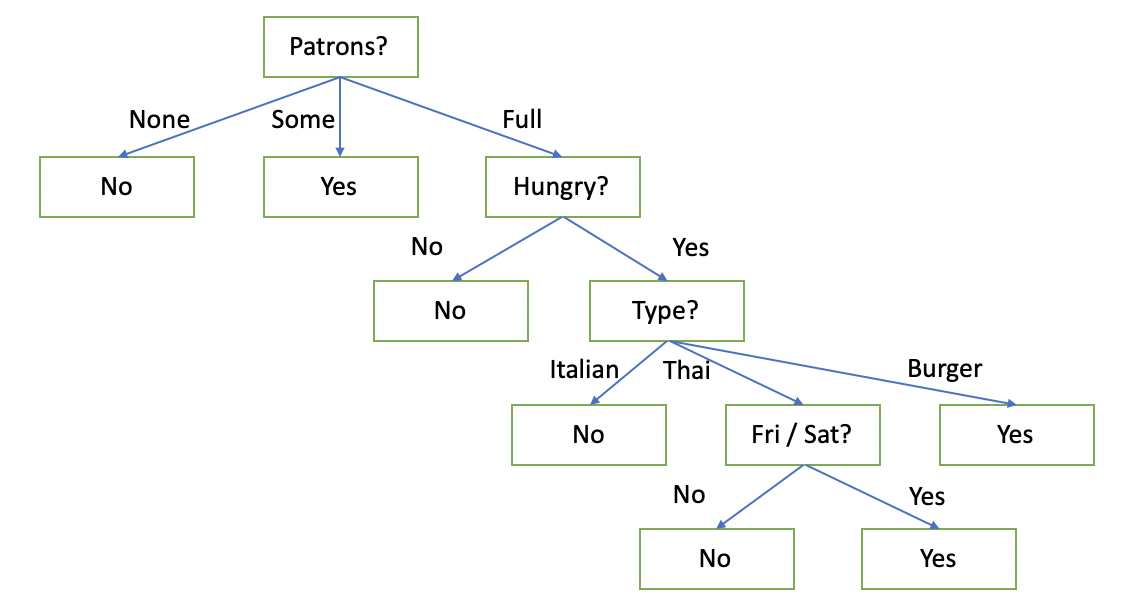 Patrons?
None
Some
Full
No
Yes
Hungry?
No
Yes
No
Type?
Italian
Thai
Burger
No
Fri / Sat?
Yes
No
Yes
No
Yes